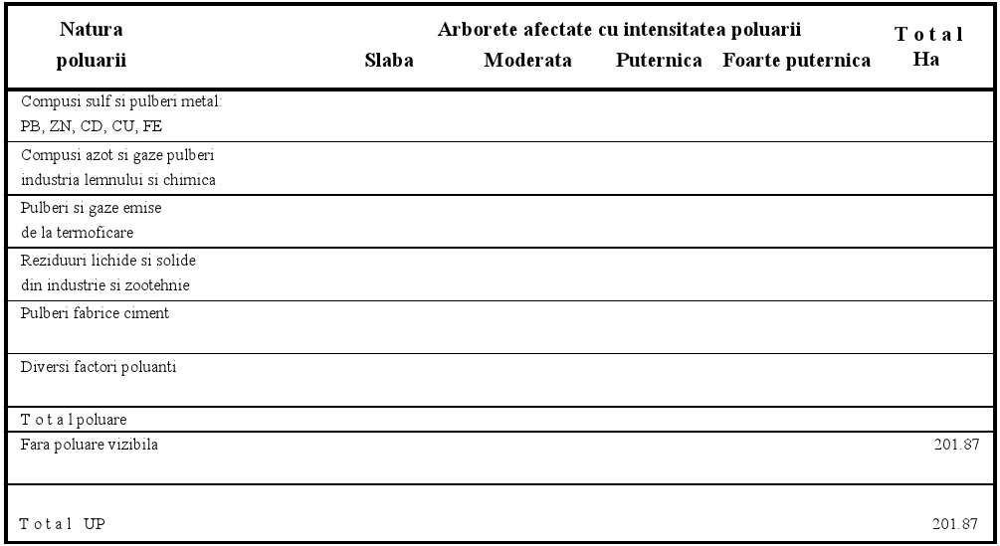 Natura Arborete afectate cu intensitatea poluarii T o t a l
poluarii Slaba Moderata Puternica Foarte puternica Ha
Compusi sulf si pulberi metal:
PB, ZN, CD, CU, FE
Compusi azot si gaze pulberi
industria lemnului si chimica
Pulberi si gaze emise
de la termoficare
Reziduuri lichide si solide
din industrie si zootehnie
Pulberi fabrice ciment
Diversi factori poluanti
T o t a l poluare
Fara poluare vizibila 201.87
T o t a l UP 201.87